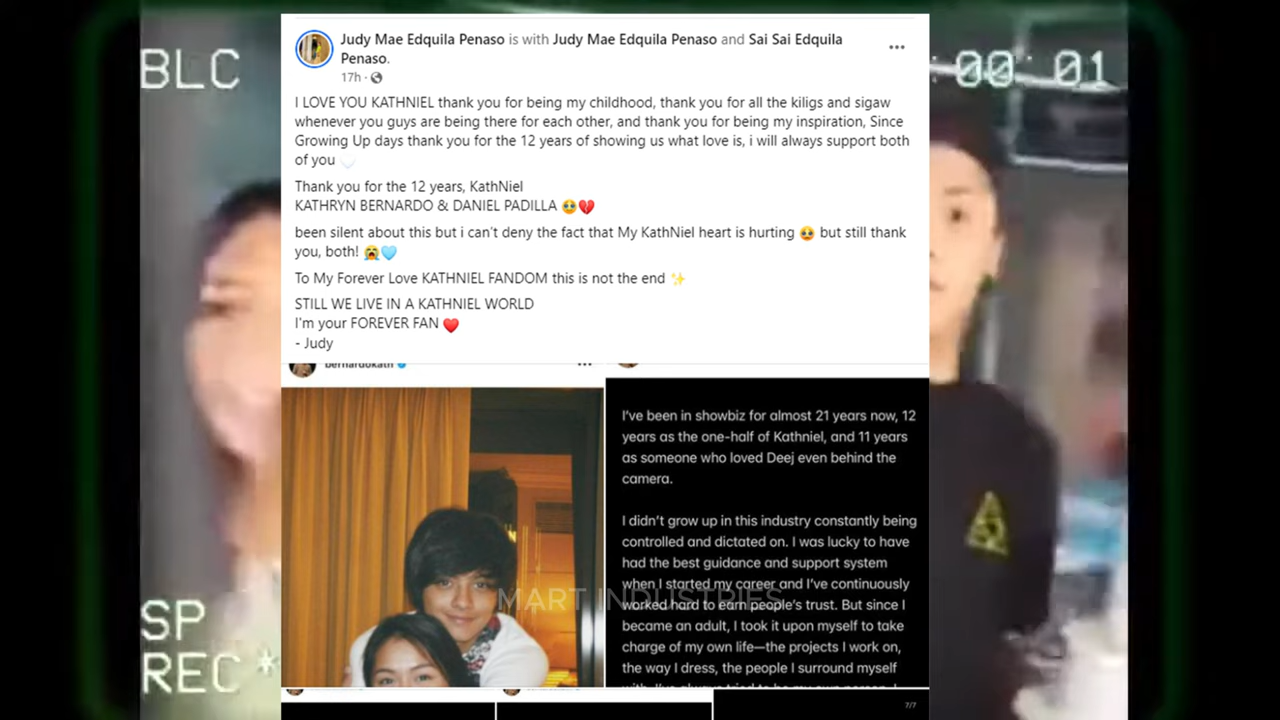 BLC
00 01
Judy Mae Edquila Penaso is with Judy Mae Edquila Penaso and Sai Sai Edquila
Penaso.
17h ·
I LOVE YOU KATHNIEL thank you for being my childhood, thank you for all the kiligs and sigaw
whenever you guys are being there for each other, and thank you for being my inspiration, Since
Growing Up days thank you for the 12 years of showing us what love is, i will always support both
of you 🤍
Thank you for the 12 years, KathNiel
KATHRYN BERNARDO & DANIEL PADILLA 🥹💔
been silent about this but i can't deny the fact that My KathNiel heart is hurting 🥹 but still thank
you, both! 😭🩵
To My Forever Love KATHNIEL FANDOM this is not the end ✨
STILL WE LIVE IN A KATHNIEL WORLD
I'm your FOREVER FAN ❤️
- Judy
bernardokath
I've been in showbiz for almost 21 years now, 12
years as the one-half of Kathniel, and 11 years
as someone who loved Deej even behind the
camera.
I didn't grow up in this industry constantly being
controlled and dictated on. I was lucky to have
had the best guidance and support system
when I started my career and I've continuously
worked hard to earn people's trust. But since I
became an adult, I took it upon myself to take
charge of my own life—the projects I work on,
the way I dress, the people I surround myself
with. I've always tried to be my own person. I
MART INDUSTRIES
SP
REC *
7/7